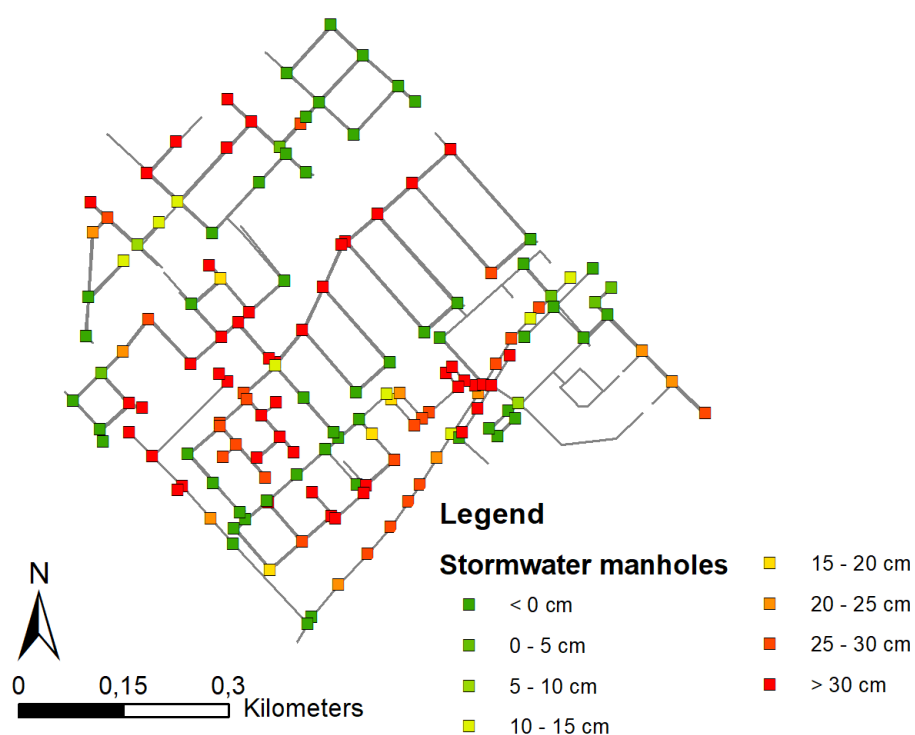 Legend
Stormwater manholes
< 0 cm
0 - 5 cm
5 - 10 cm
10 - 15 cm
15 - 20 cm
20 - 25 cm
25 - 30 cm
> 30 cm
N
0 0,15 0,3
Kilometers